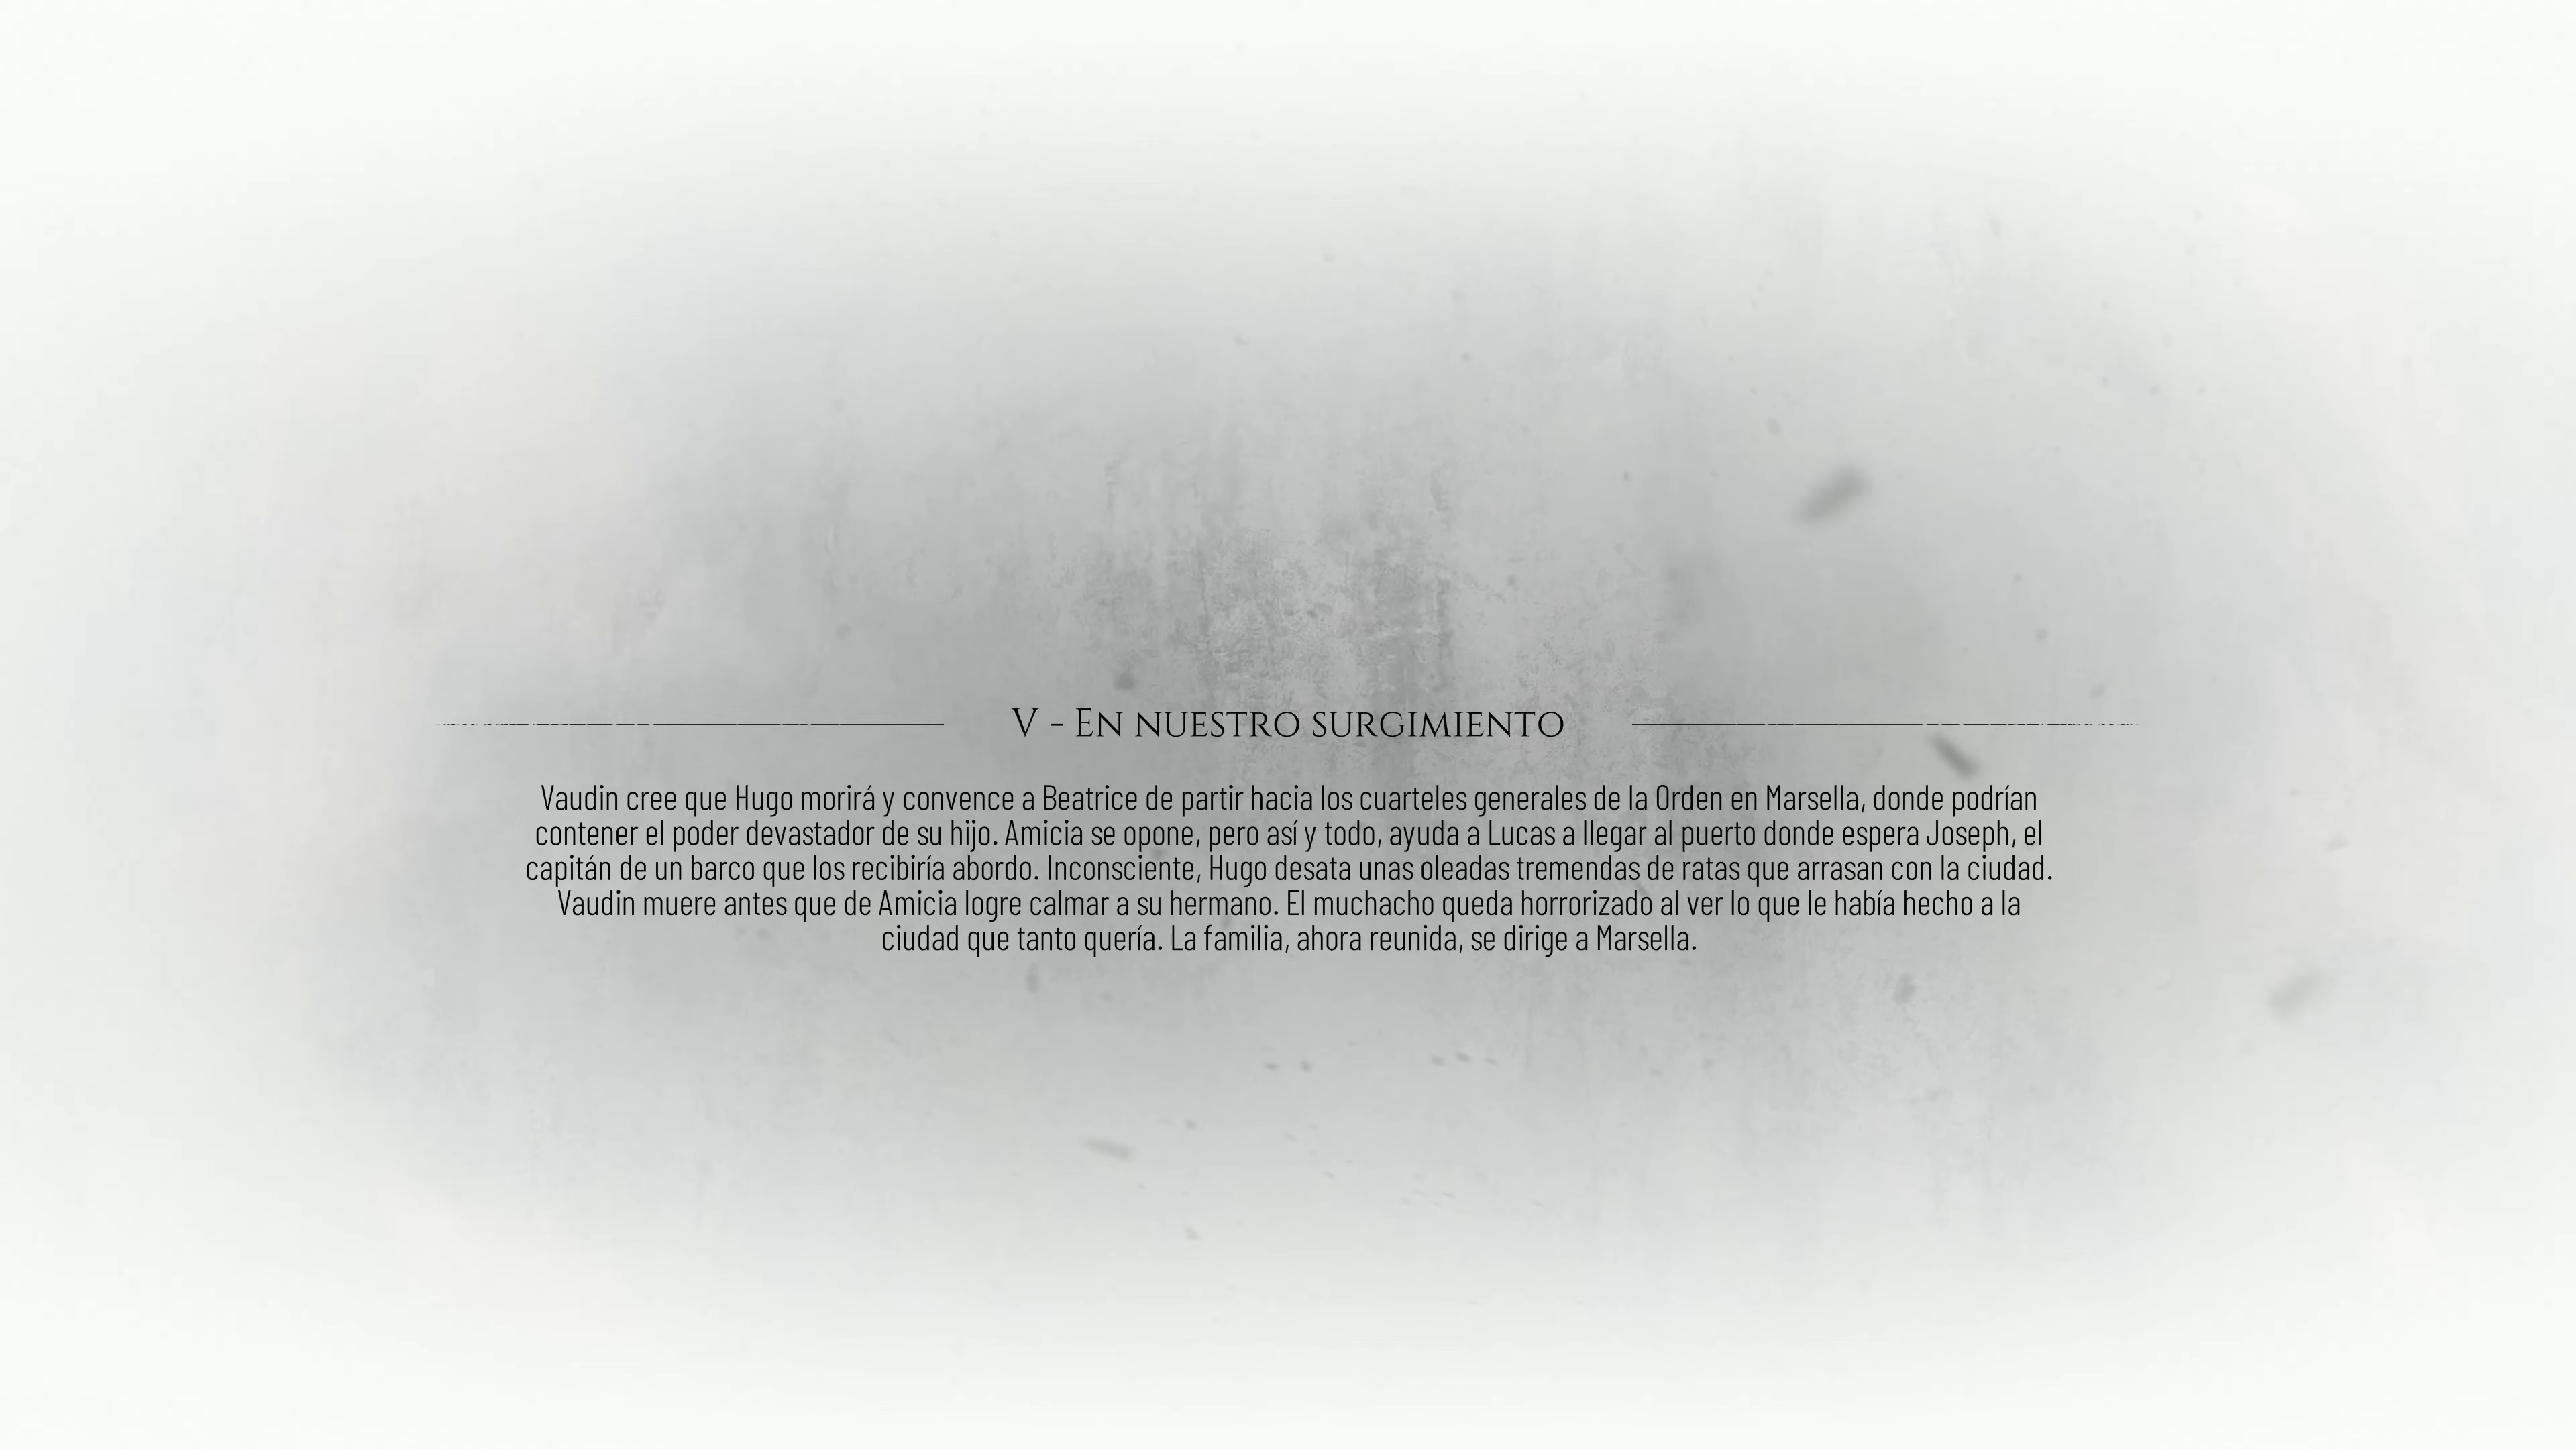 V - En nuestro surgimiento
Vaudin cree que Hugo morirá y convence a Beatrice de partir hacia los cuarteles generales de la Orden en Marsella, donde podrían
contener el poder devastador de su hijo. Amicia se opone, pero así y todo, ayuda a Lucas a llegar al puerto donde espera Joseph, el
capitán de un barco que los recibiría abordo. Inconsciente, Hugo desata unas oleadas tremendas de ratas que arrasan con la ciudad.
Vaudin muere antes que de Amicia logre calmar a su hermano. El muchacho queda horrorizado al ver lo que le había hecho a la
ciudad que tanto quería. La familia, ahora reunida, se dirige a Marsella.